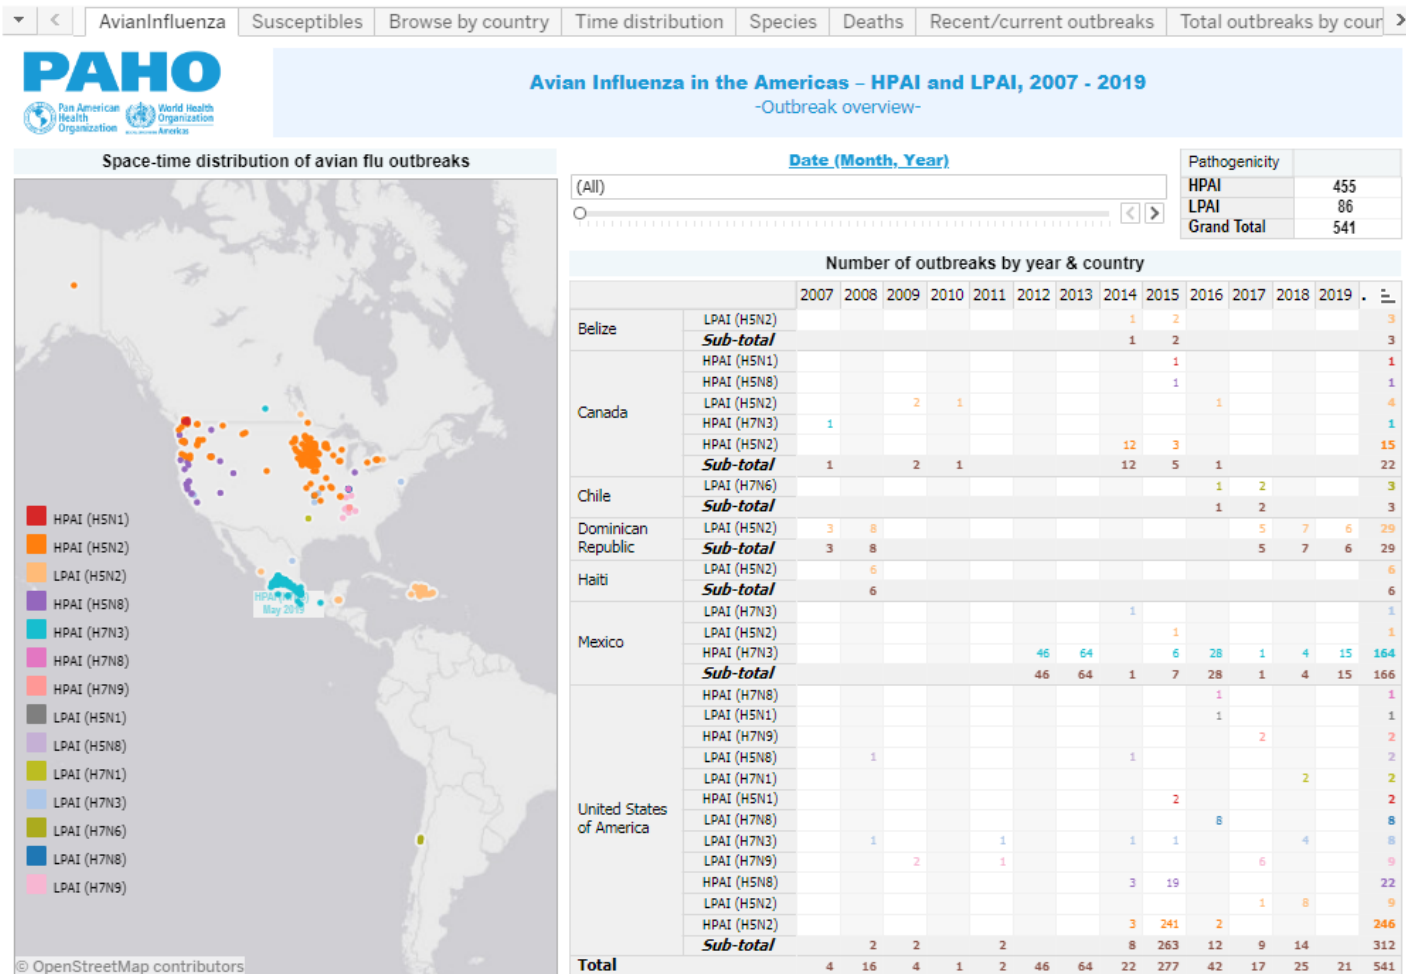 AvianInfluenza Susceptibles Browse by country Time distribution Species Deaths Recent/current outbreaks Total outbreaks by cour
PAHO
Pan American Health Organization
World Health Organization
Americas
Avian Influenza in the Americas – HPAI and LPAI, 2007 - 2019
-Outbreak overview-
Space-time distribution of avian flu outbreaks
May 2019
HPAI (H5N1)
HPAI (H5N2)
LPAI (H5N2)
HPAI (H5N8)
HPAI (H7N3)
HPAI (H7N8)
HPAI (H7N9)
LPAI (H5N1)
LPAI (H5N8)
LPAI (H7N1)
LPAI (H7N3)
LPAI (H7N6)
LPAI (H7N8)
LPAI (H7N9)
© OpenStreetMap contributors
Date (Month, Year)
(All)
Pathogenicity
HPAI 455
LPAI 86
Grand Total 541
Number of outbreaks by year & country
2007 2008 2009 2010 2011 2012 2013 2014 2015 2016 2017 2018 2019 .
Belize LPAI (H5N2) 1 2 3
Sub-total 1 2 3
Canada HPAI (H5N1) 1 1
HPAI (H5N8) 1 1
LPAI (H5N2) 2 1 1 4
HPAI (H7N3) 1 1
HPAI (H5N2) 12 3 15
Sub-total 1 2 1 12 5 1 22
Chile LPAI (H7N6) 1 2 3
Sub-total 1 2 3
Dominican Republic LPAI (H5N2) 3 8 5 7 6 29
Sub-total 3 8 5 7 6 29
Haiti LPAI (H5N2) 6 6
Sub-total 6 6
Mexico LPAI (H7N3) 1 1
LPAI (H5N2) 1 1
HPAI (H7N3) 46 64 6 28 1 4 15 164
Sub-total 46 64 1 7 28 1 4 15 166
United States of America HPAI (H7N8) 1 1
LPAI (H5N1) 1 1
HPAI (H7N9) 2 2
LPAI (H5N8) 1 1 2
LPAI (H7N1) 2 2
HPAI (H5N1) 2 2
LPAI (H7N8) 8 8
LPAI (H7N3) 1 1 1 1 4 8
LPAI (H7N9) 2 1 6 9
HPAI (H5N8) 3 19 22
LPAI (H5N2) 1 8 9
HPAI (H5N2) 3 241 2 246
Sub-total 2 2 2 8 263 12 9 14 312
Total 4 16 4 1 2 46 64 22 277 42 17 25 21 541